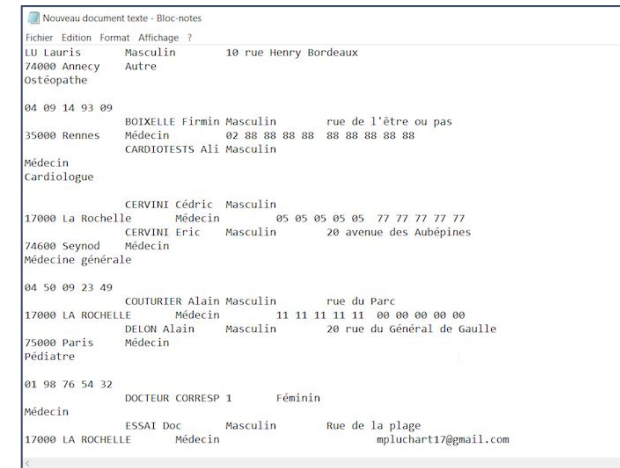 Nouveau document texte - Bloc-notes
Fichier Edition Format Affichage ?
LU Lauris Masculin 10 rue Henry Bordeaux
74000 Annecy Autre
Ostéopathe
04 09 14 93 09
BOIXELLE Firmin Masculin rue de l'être ou pas
35000 Rennes Médecin 02 88 88 88 88 88 88 88 88 88
CARDIOTESTS Ali Masculin
Médecin
Cardiologue
CERVINI Cédric Masculin
17000 La Rochelle Médecin 05 05 05 05 05 77 77 77 77 77
CERVINI Eric Masculin 20 avenue des Aubépines
74600 Seynod Médecin
Médecine générale
04 50 09 23 49
COUTURIER Alain Masculin rue du Parc
17000 LA ROCHELLE Médecin 11 11 11 11 11 00 00 00 00 00
DELON Alain Masculin 20 rue du Général de Gaulle
75000 Paris Médecin
Pédiatre
01 98 76 54 32
DOCTEUR CORRESP 1 Féminin
Médecin
ESSAI Doc Masculin Rue de la plage
17000 LA ROCHELLE Médecin mpluchart17@gmail.com